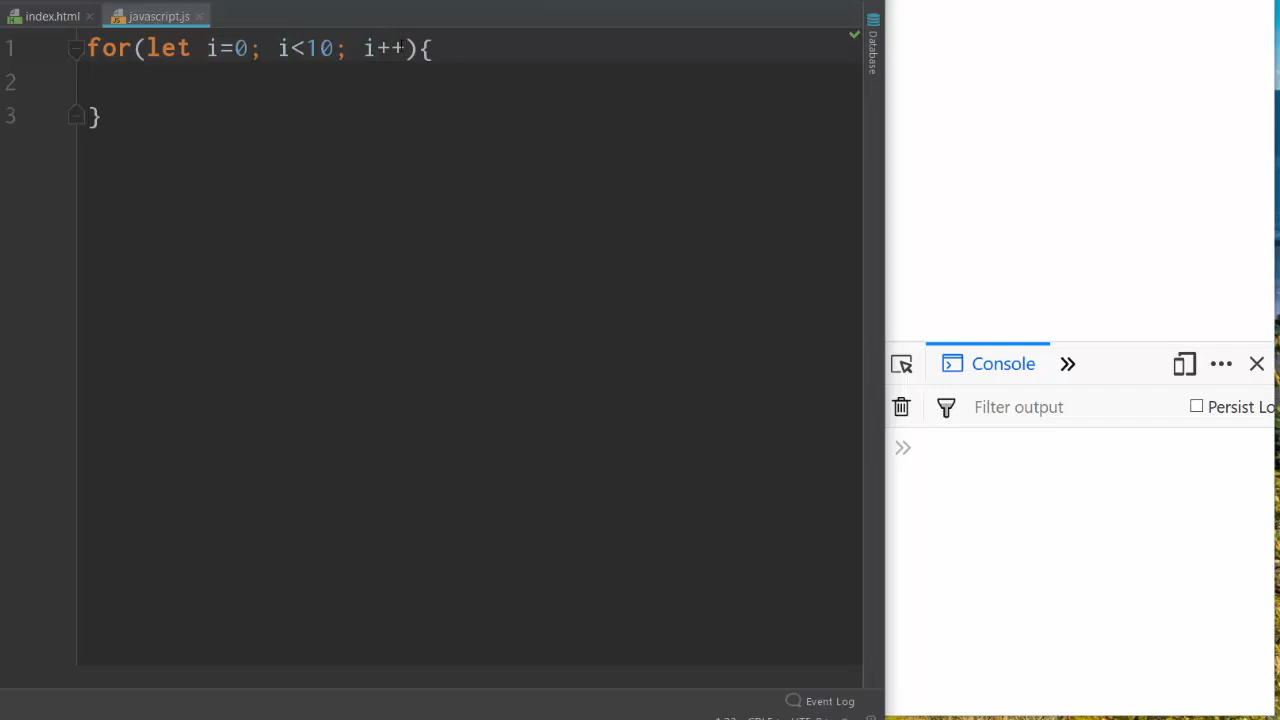 index.html
javascript.js
1 for(let i=0; i<10; i++){
2
3 }
Database
Console
Filter output
Persist Lo
Event Log